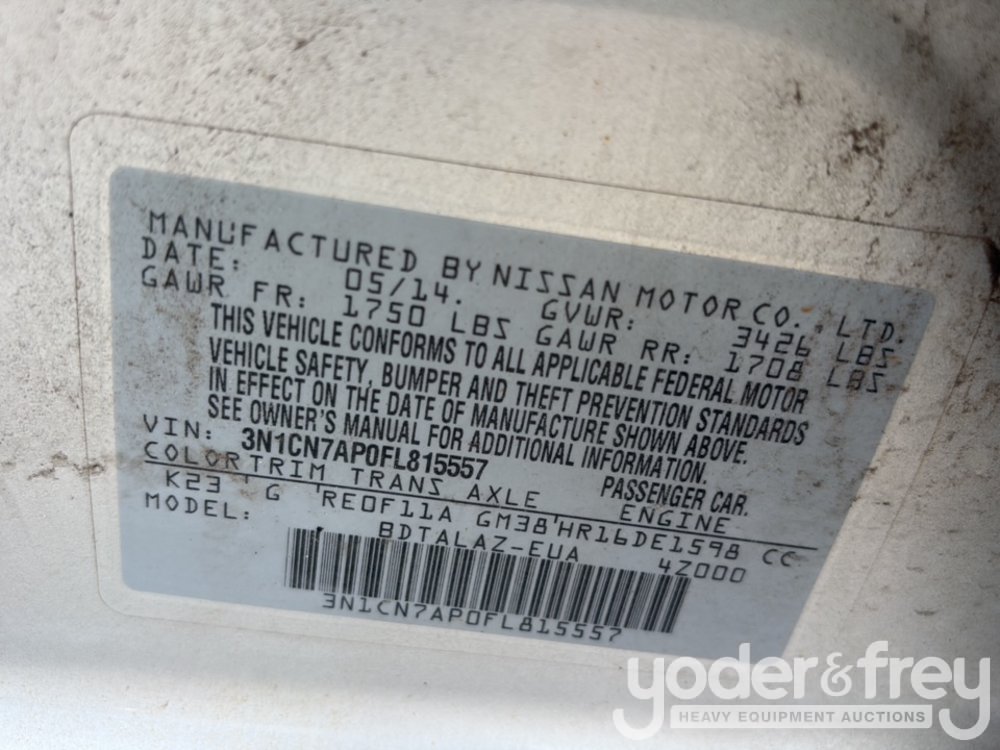 MANUFACTURED BY NISSAN MOTOR CO., LTD.
DATE: 05/14. GVWR: 3426 LBS
GAWR FR: 1750 LBS GAWR RR: 1708 LBS
THIS VEHICLE CONFORMS TO ALL APPLICABLE FEDERAL MOTOR
VEHICLE SAFETY, BUMPER AND THEFT PREVENTION STANDARDS
IN EFFECT ON THE DATE OF MANUFACTURE SHOWN ABOVE.
SEE OWNER'S MANUAL FOR ADDITIONAL INFORMATION.
VIN: 3N1CN7AP0FL815557 PASSENGER CAR.
COLOR TRIM TRANS AXLE ENGINE
K23 G RE0F11A GM38 HR16DE1598 CC
MODEL: BDTALAZ-EUA 4Z000
3N1CN7AP0FL815557
yoder&frey
HEAVY EQUIPMENT AUCTIONS